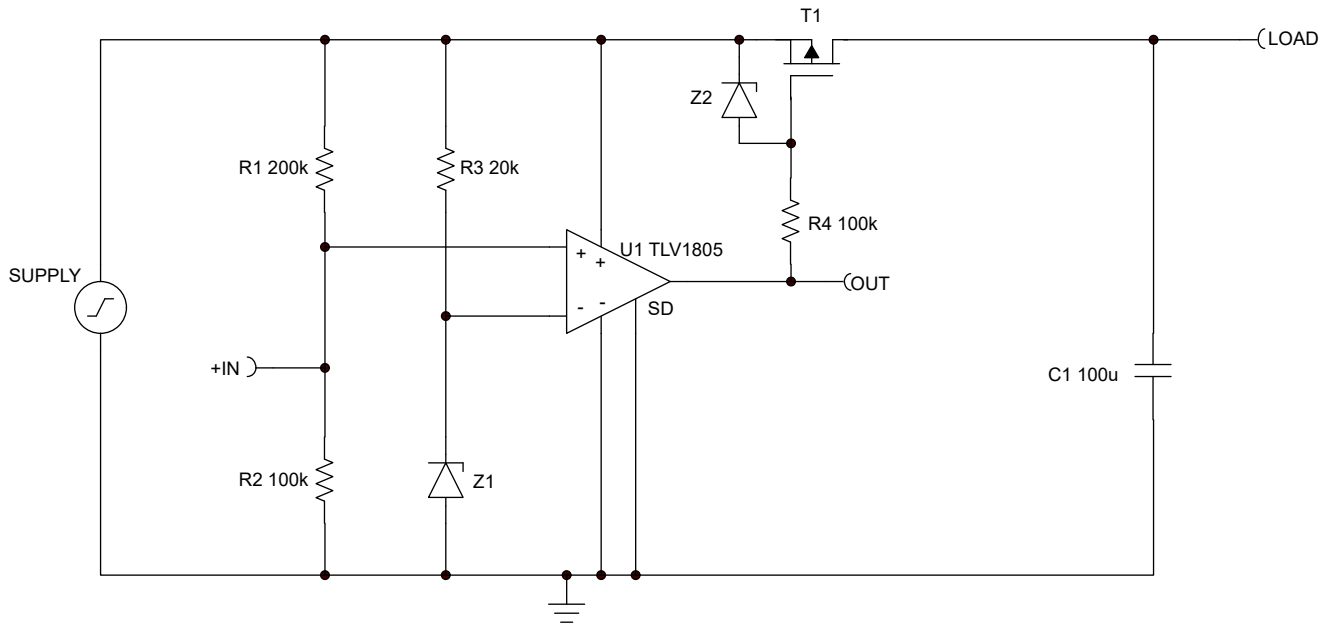 T1
LOAD
Z2
R1 200k
R3 20k
R4 100k
+
+
U1 TLV1805
SUPPLY
OUT
-
-
SD
+IN
C1 100u
R2 100k
Z1